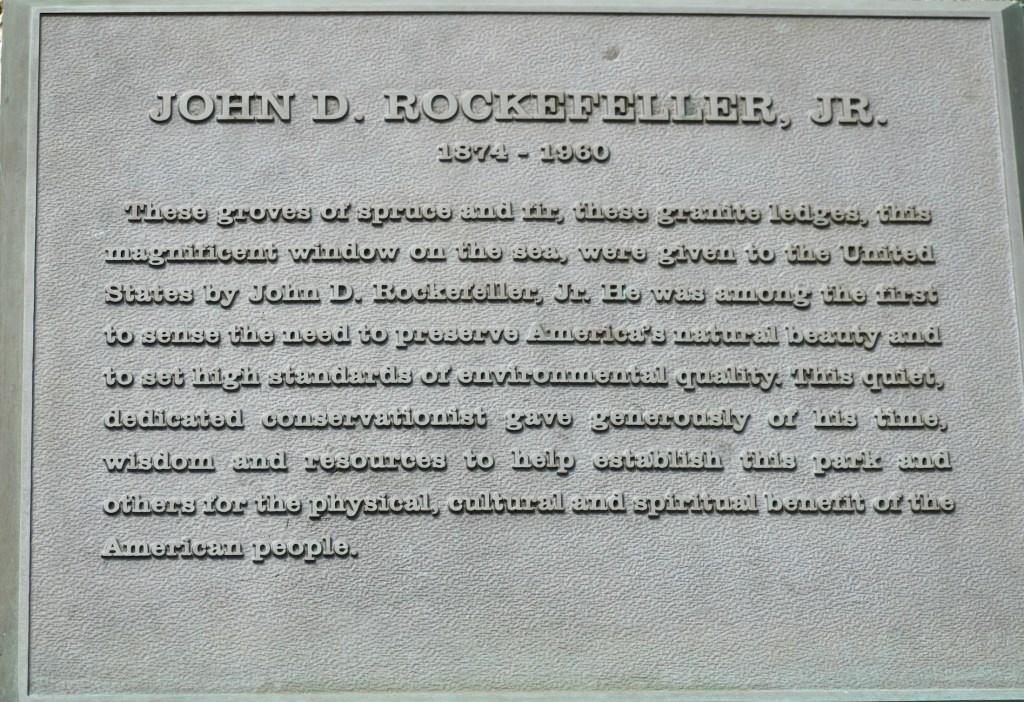 JOHN D. ROCKEFELLER, JR.
1874 - 1960
These groves of spruce and fir, these granite ledges, this
magnificent window on the sea, were given to the United
States by John D. Rockefeller, Jr. He was among the first
to sense the need to preserve America's natural beauty and
to set high standards of environmental quality. This quiet,
dedicated conservationist gave generously of his time,
wisdom and resources to help establish this park and
others for the physical, cultural and spiritual benefit of the
American people.